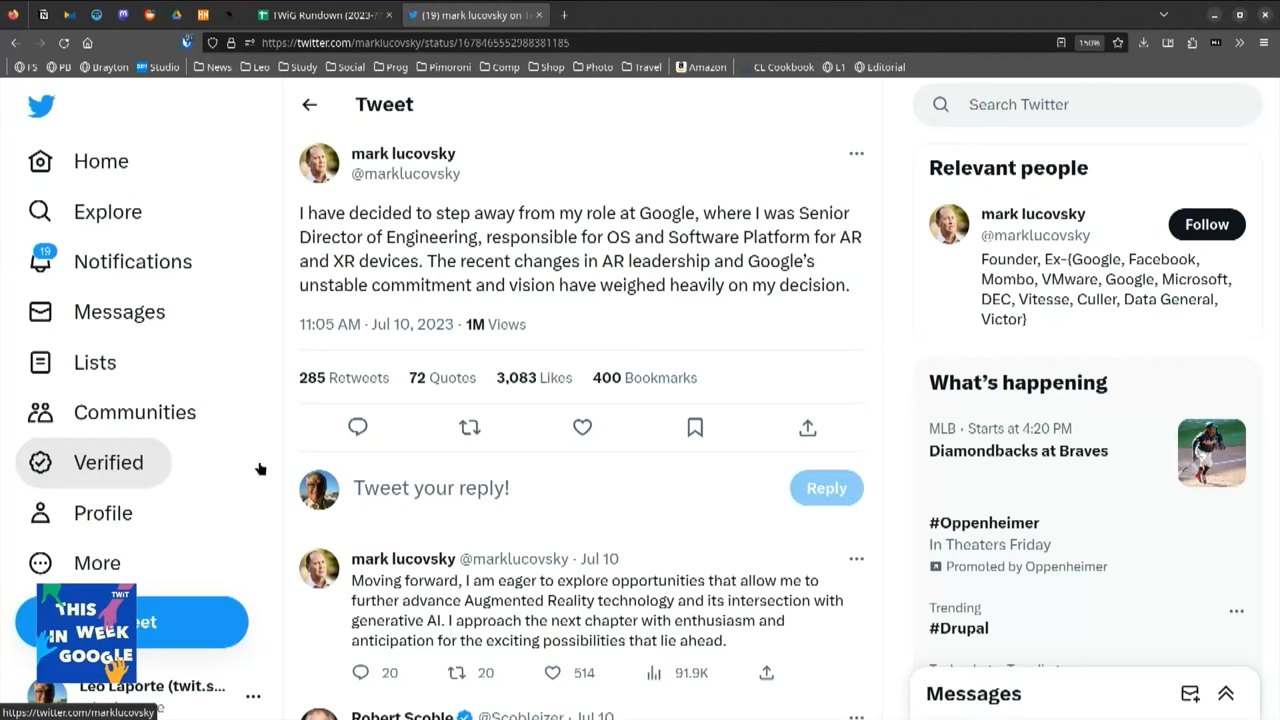 TWiG Rundown (2023-7
(19) mark lucovsky on T
https://twitter.com/marklucovsky/status/1678465552988381185
150%
FS
PB
Brayton
Studio
News
Leo
Study
Social
Prog
Pimoroni
Comp
Shop
Photo
Travel
Amazon
CL Cookbook
L1
Editorial
Home
Explore
19
Notifications
Messages
Lists
Communities
Verified
Profile
More
THIS
TWiT
IN WEEK
GOOGLE
eet
Leo Laporte (twit.s...
https://twitter.com/marklucovsky
Tweet
mark lucovsky
@marklucovsky
I have decided to step away from my role at Google, where I was Senior
Director of Engineering, responsible for OS and Software Platform for AR
and XR devices. The recent changes in AR leadership and Google's
unstable commitment and vision have weighed heavily on my decision.
11:05 AM · Jul 10, 2023 · 1M Views
285 Retweets 72 Quotes 3,083 Likes 400 Bookmarks
Tweet your reply!
Reply
mark lucovsky @marklucovsky · Jul 10
Moving forward, I am eager to explore opportunities that allow me to
further advance Augmented Reality technology and its intersection with
generative AI. I approach the next chapter with enthusiasm and
anticipation for the exciting possibilities that lie ahead.
20 20 514 91.9K
Robert Scoble @Scobleizer · Jul 10
Search Twitter
Relevant people
mark lucovsky
@marklucovsky
Follow
Founder, Ex-{Google, Facebook,
Mombo, VMware, Google, Microsoft,
DEC, Vitesse, Culler, Data General,
Victor}
What's happening
MLB · Starts at 4:20 PM
Diamondbacks at Braves
#Oppenheimer
In Theaters Friday
Promoted by Oppenheimer
Trending
#Drupal
Messages